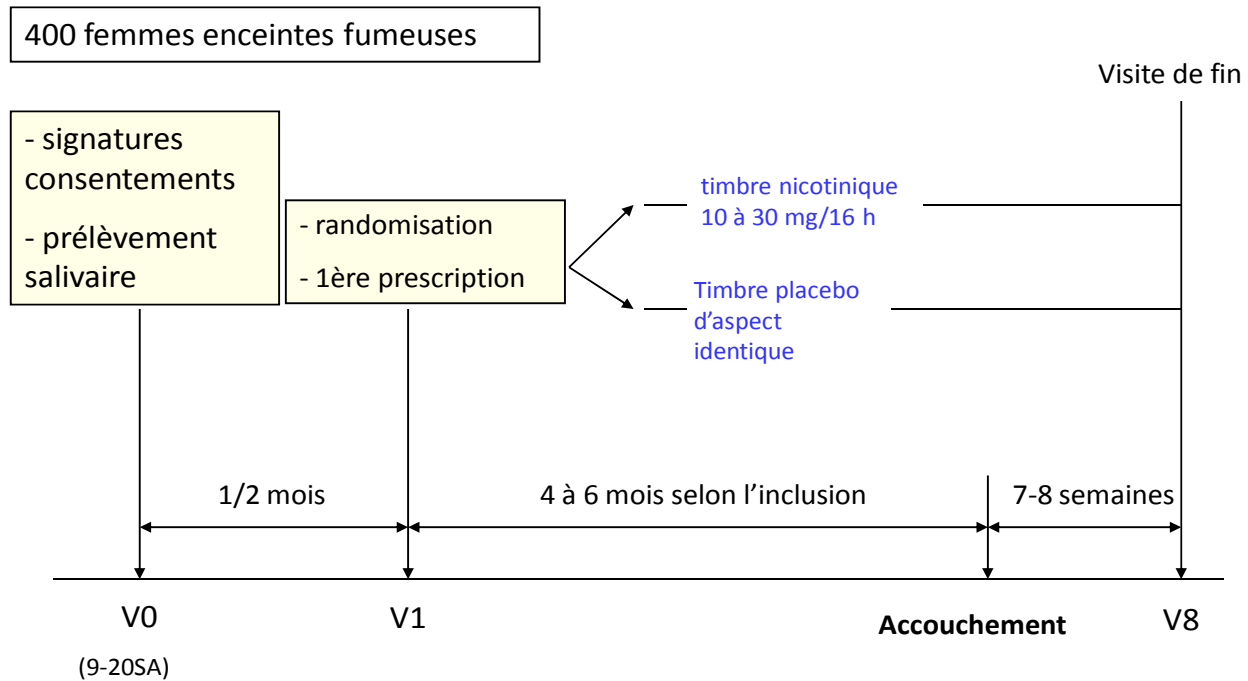 400 femmes enceintes fumeuses
Visite de fin
- signatures
consentements
- prélèvement
salivaire
- randomisation
- 1ère prescription
timbre nicotinique
10 à 30 mg/16 h
Timbre placebo
d'aspect
identique
1/2 mois
4 à 6 mois selon l'inclusion
7-8 semaines
V0
V1
Accouchement
V8
(9-20SA)